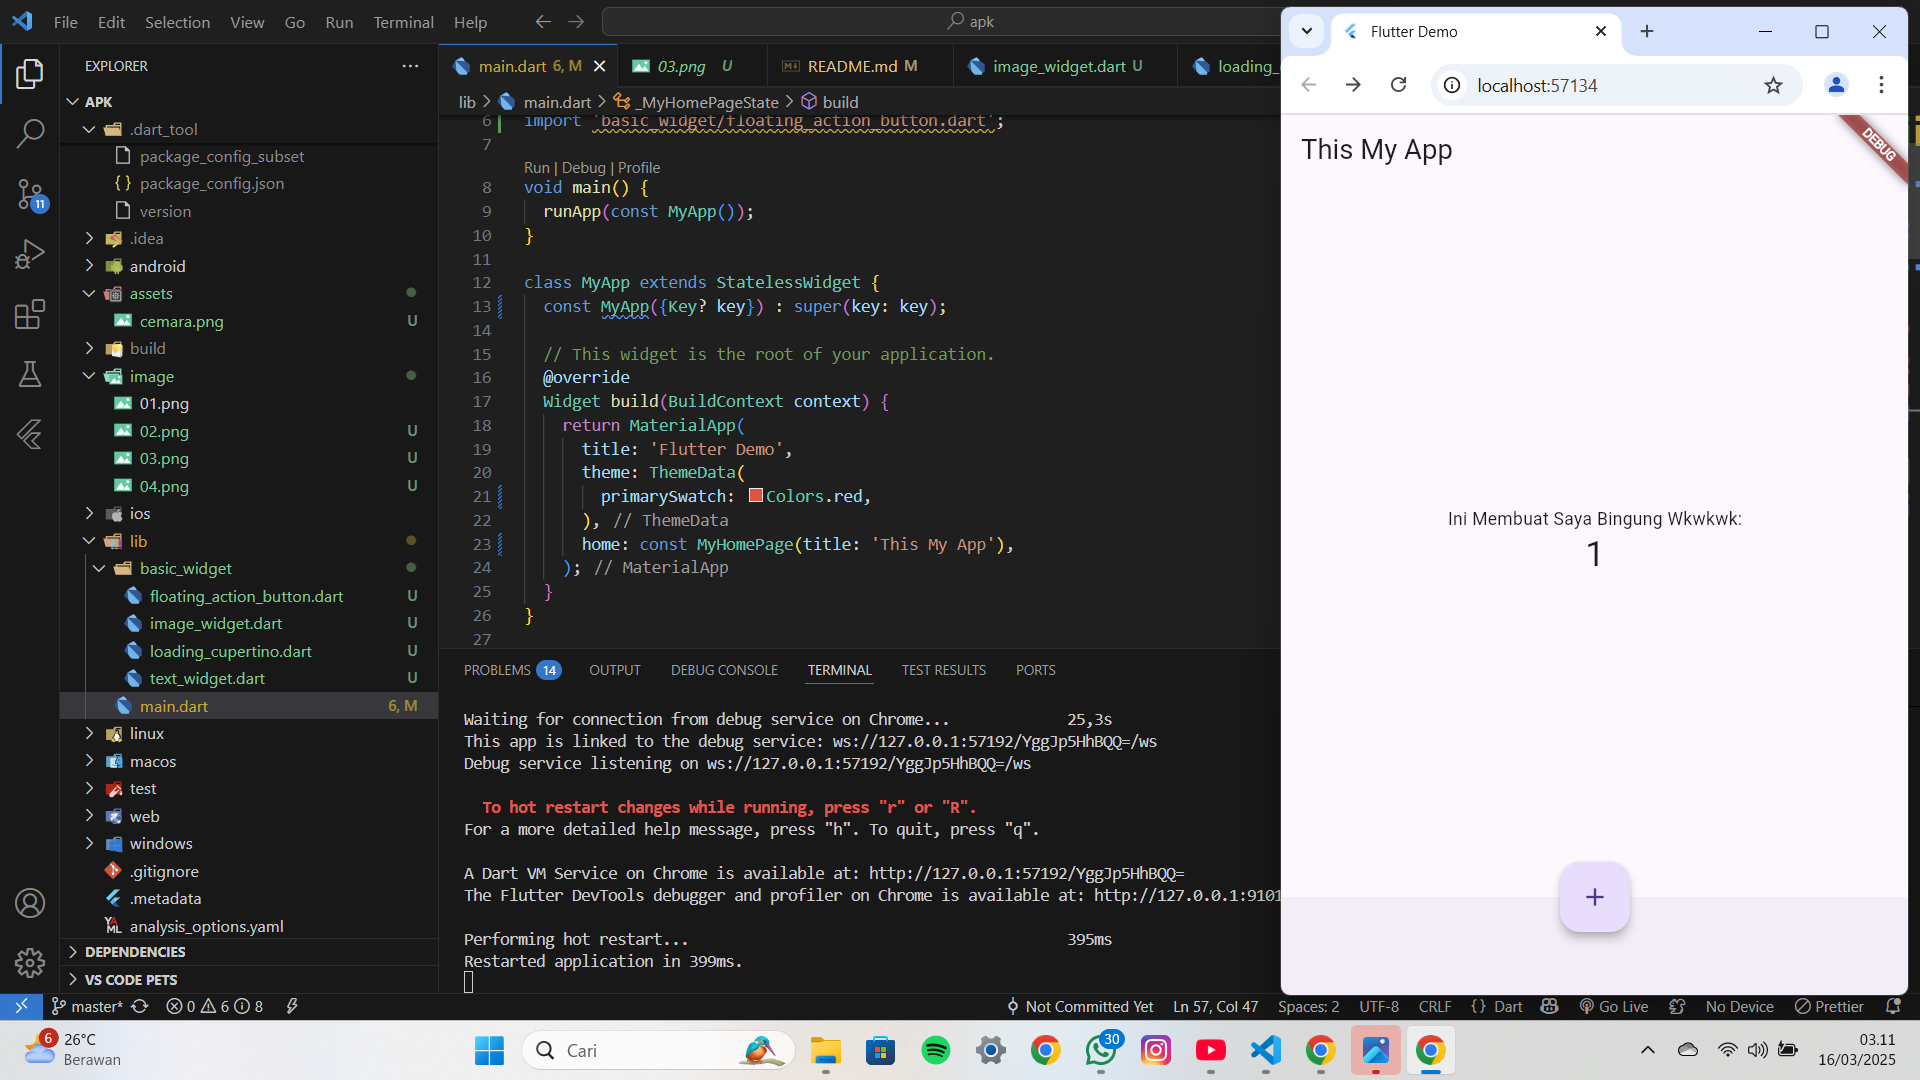 File Edit Selection View Go Run Terminal Help
apk
EXPLORER
APK
.dart_tool
package_config_subset
package_config.json
version
.idea
android
assets
cemara.png U
build
image
01.png
02.png U
03.png U
04.png U
ios
lib
basic_widget
floating_action_button.dart U
image_widget.dart U
loading_cupertino.dart U
text_widget.dart U
main.dart 6, M
linux
macos
test
web
windows
.gitignore
.metadata
analysis_options.yaml
DEPENDENCIES
VS CODE PETS
11
main.dart 6, M
03.png U
README.md M
image_widget.dart U
loading_
lib > main.dart > _MyHomePageState > build
6 import 'basic_widget/floating_action_button.dart';
7
Run | Debug | Profile
8 void main() {
9 runApp(const MyApp());
10 }
11
12 class MyApp extends StatelessWidget {
13 const MyApp({Key? key}) : super(key: key);
14
15 // This widget is the root of your application.
16 @override
17 Widget build(BuildContext context) {
18 return MaterialApp(
19 title: 'Flutter Demo',
20 theme: ThemeData(
21 primarySwatch: Colors.red,
22 ), // ThemeData
23 home: const MyHomePage(title: 'This My App'),
24 ); // MaterialApp
25 }
26 }
27
PROBLEMS 14 OUTPUT DEBUG CONSOLE TERMINAL TEST RESULTS PORTS
Waiting for connection from debug service on Chrome... 25,3s
This app is linked to the debug service: ws://127.0.0.1:57192/YggJp5HhBQQ=/ws
Debug service listening on ws://127.0.0.1:57192/YggJp5HhBQQ=/ws
To hot restart changes while running, press "r" or "R".
For a more detailed help message, press "h". To quit, press "q".
A Dart VM Service on Chrome is available at: http://127.0.0.1:57192/YggJp5HhBQQ=
The Flutter DevTools debugger and profiler on Chrome is available at: http://127.0.0.1:9101
Performing hot restart... 395ms
Restarted application in 399ms.
Flutter Demo
localhost:57134
This My App
DEBUG
Ini Membuat Saya Bingung Wkwkwk:
1
master* 0 6 8
Not Committed Yet Ln 57, Col 47 Spaces: 2 UTF-8 CRLF {} Dart Go Live No Device Prettier
6
26°C
Berawan
Cari
30
03.11
16/03/2025